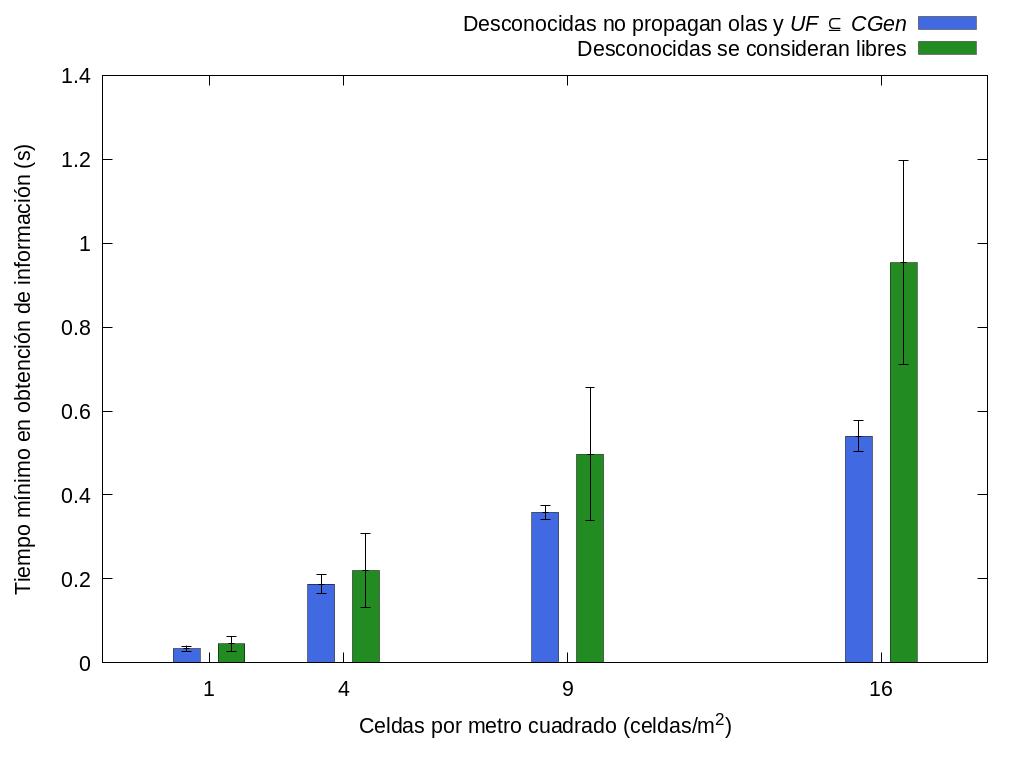 Desconocidas no propagan olas y UF ⊆ CGen
Desconocidas se consideran libres
1.4
1.2
1
0.8
0.6
0.4
0.2
0
Tiempo mínimo en obtención de información (s)
1 4 9 16
Celdas por metro cuadrado (celdas/m²)